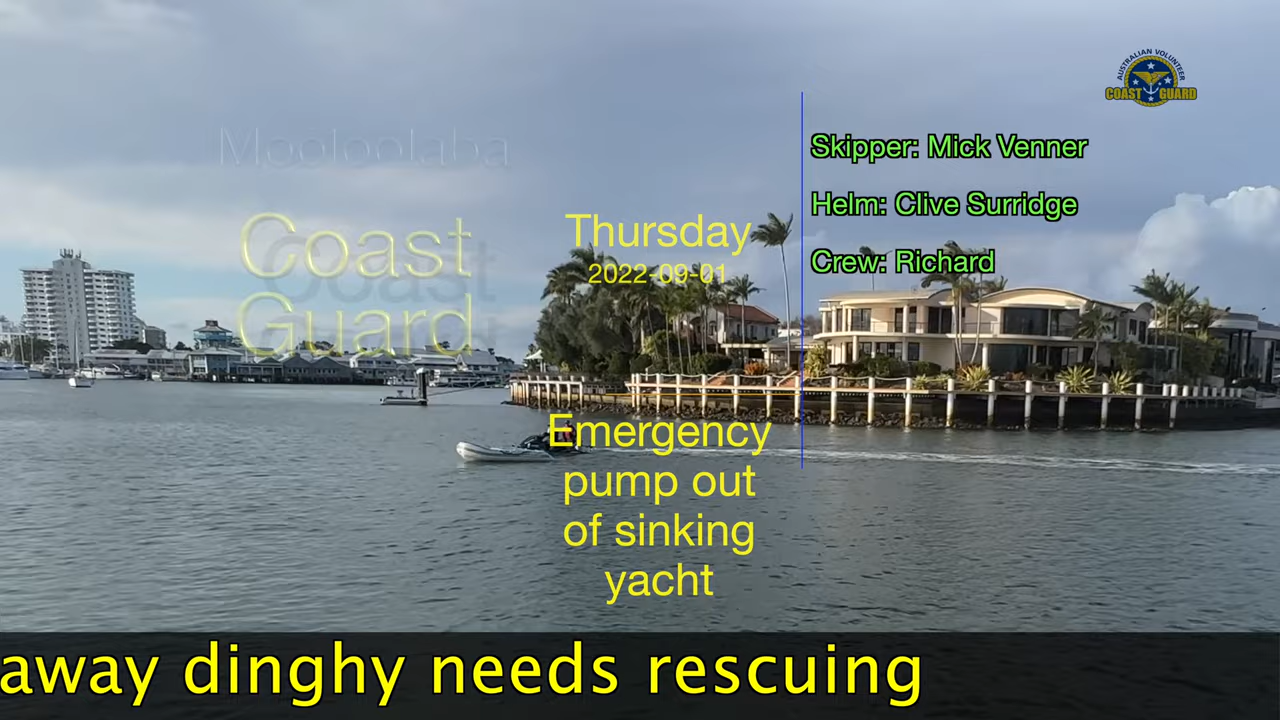 AUSTRALIAN VOLUNTEER
COAST GUARD
Mooloolaba
Coast
Guard
Thursday
2022-09-01
Emergency
pump out
of sinking
yacht
Skipper: Mick Venner
Helm: Clive Surridge
Crew: Richard
away dinghy needs rescuing